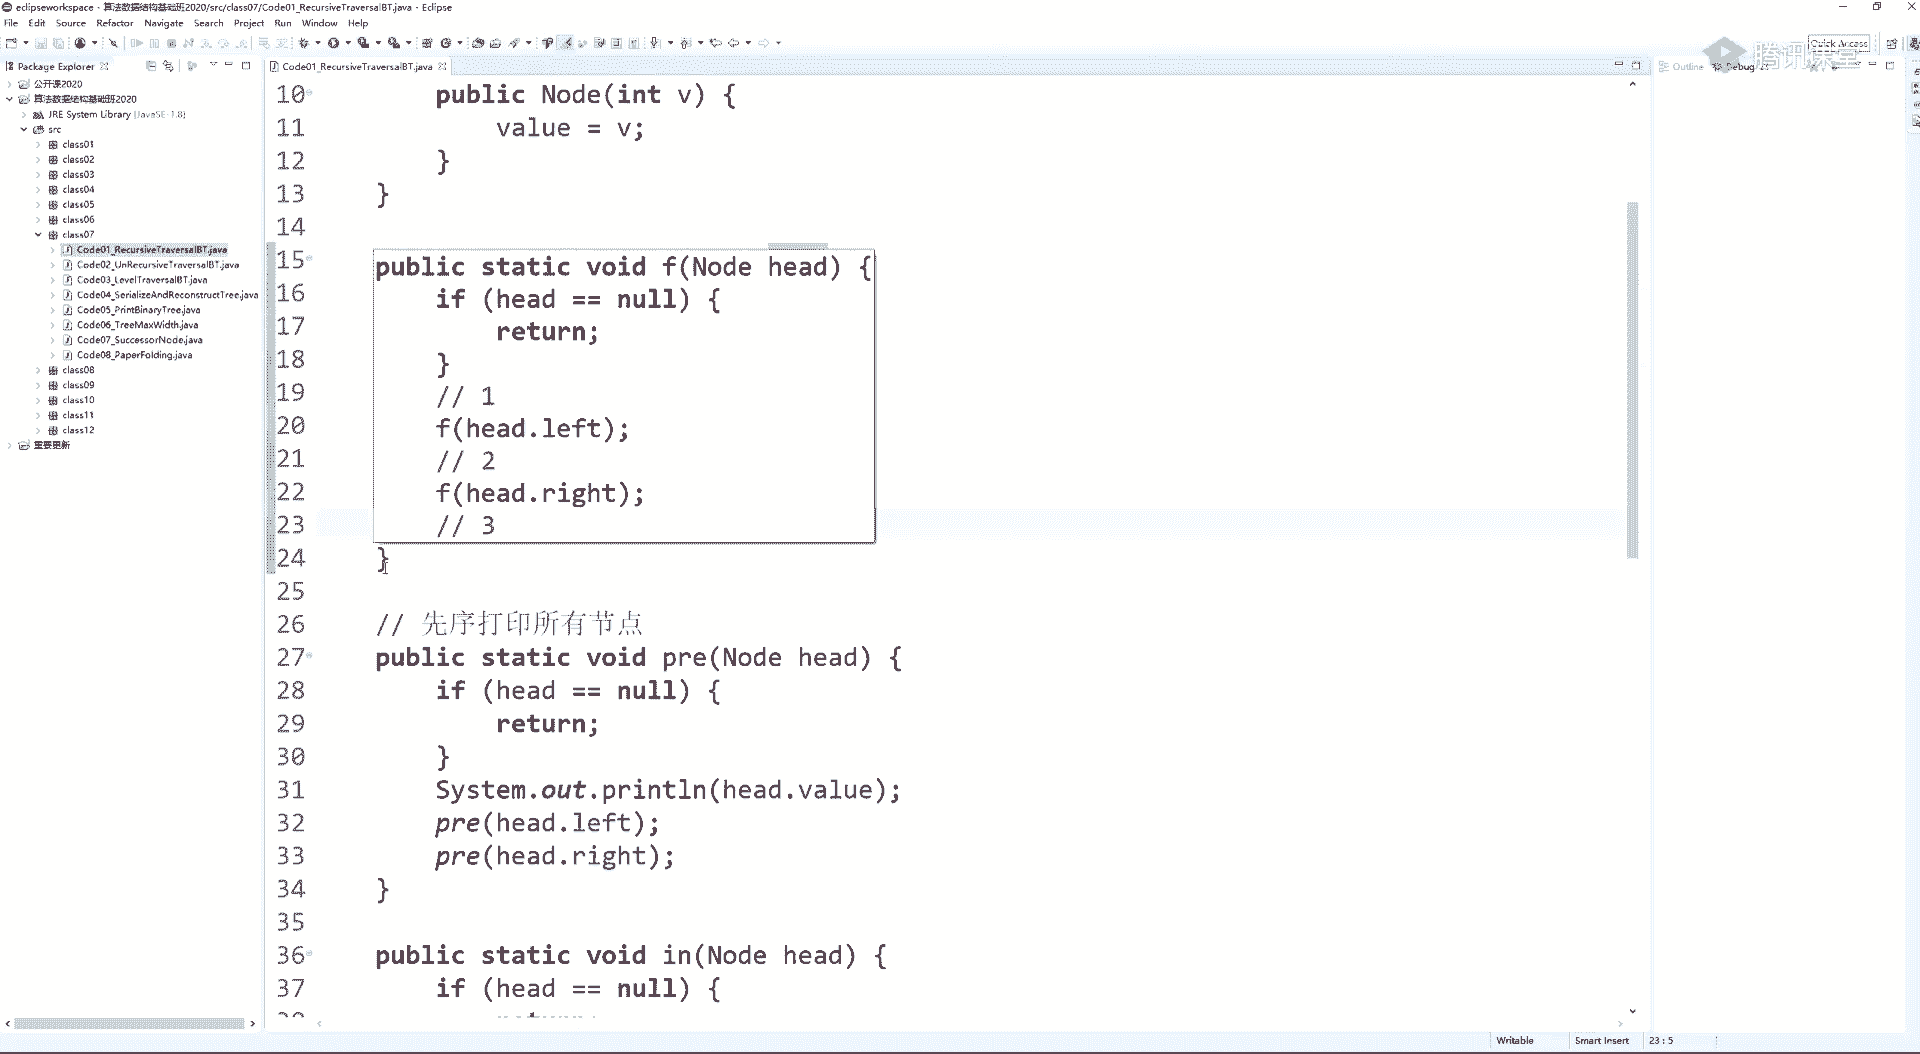 eclipseworkspace - 算法数据结构基础班2020/src/class07/Code01_RecursiveTraversalBT.java - Eclipse
File Edit Source Refactor Navigate Search Project Run Window Help
Quick Access
腾讯课堂
Package Explorer
Code01_RecursiveTraversalBT.java
Outline
Debug
公开课2020
算法数据结构基础班2020
JRE System Library [JavaSE-1.8]
src
class01
class02
class03
class04
class05
class06
class07
Code01_RecursiveTraversalBT.java
Code02_UnRecursiveTraversalBT.java
Code03_LevelTraversalBT.java
Code04_SerializeAndReconstructTree.java
Code05_PrintBinaryTree.java
Code06_TreeMaxWidth.java
Code07_SuccessorNode.java
Code08_PaperFolding.java
class08
class09
class10
class11
class12
重要更新
10 public Node(int v) {
11 value = v;
12 }
13 }
14
15 public static void f(Node head) {
16 if (head == null) {
17 return;
18 }
19 // 1
20 f(head.left);
21 // 2
22 f(head.right);
23 // 3
24 }
25
26 // 先序打印所有节点
27 public static void pre(Node head) {
28 if (head == null) {
29 return;
30 }
31 System.out.println(head.value);
32 pre(head.left);
33 pre(head.right);
34 }
35
36 public static void in(Node head) {
37 if (head == null) {
Writable Smart Insert 23 : 5